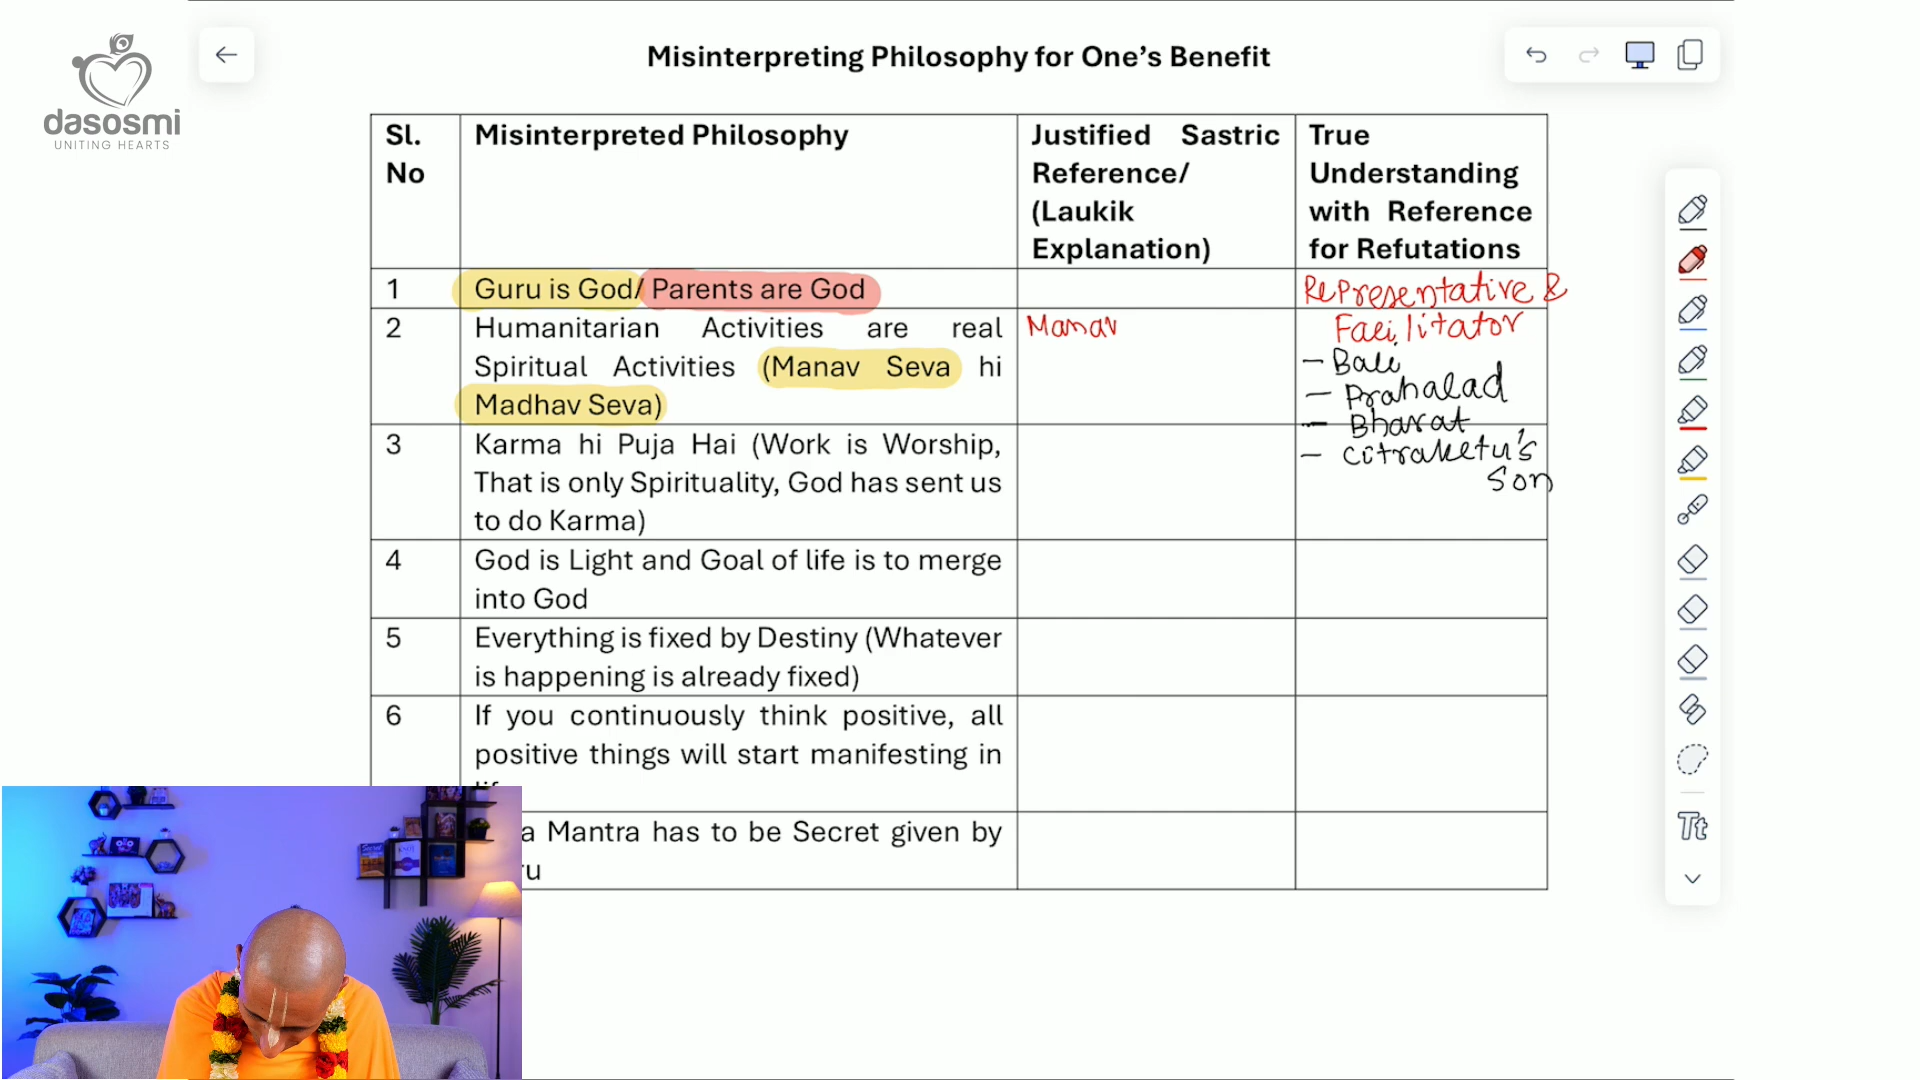 dasosmi
UNITING HEARTS
Misinterpreting Philosophy for One's Benefit
Sl. No
Misinterpreted Philosophy
Justified Sastric Reference/ (Laukik Explanation)
True Understanding with Reference for Refutations
1
Guru is God/ Parents are God
Representative &
Facilitator
2
Humanitarian Activities are real
Spiritual Activities (Manav Seva hi
Madhav Seva)
Manav
- Bali
- Prahalad
- Bharat
- Citraketu's
Son
3
Karma hi Puja Hai (Work is Worship,
That is only Spirituality, God has sent us
to do Karma)
4
God is Light and Goal of life is to merge
into God
5
Everything is fixed by Destiny (Whatever
is happening is already fixed)
6
If you continuously think positive, all
positive things will start manifesting in
a Mantra has to be Secret given by
ru
Tt